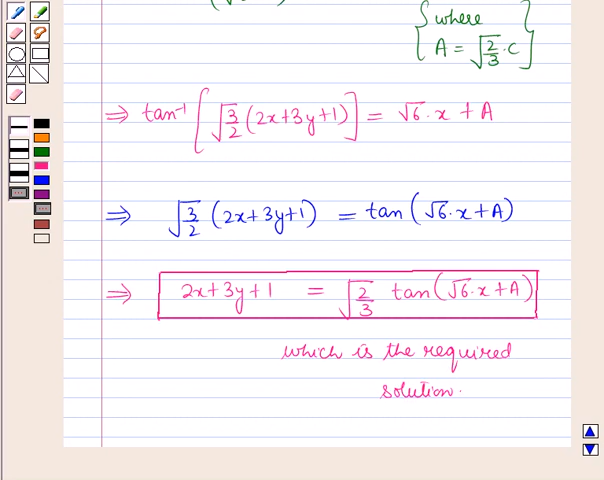 where
A = √(2/3)·C
⇒ tan⁻¹[√(3/2) (2x+3y+1)] = √6·x + A
⇒ √(3/2) (2x+3y+1) = tan(√6·x+A)
⇒ 2x+3y+1 = √(2/3) tan(√6·x+A)
which is the required
solution.